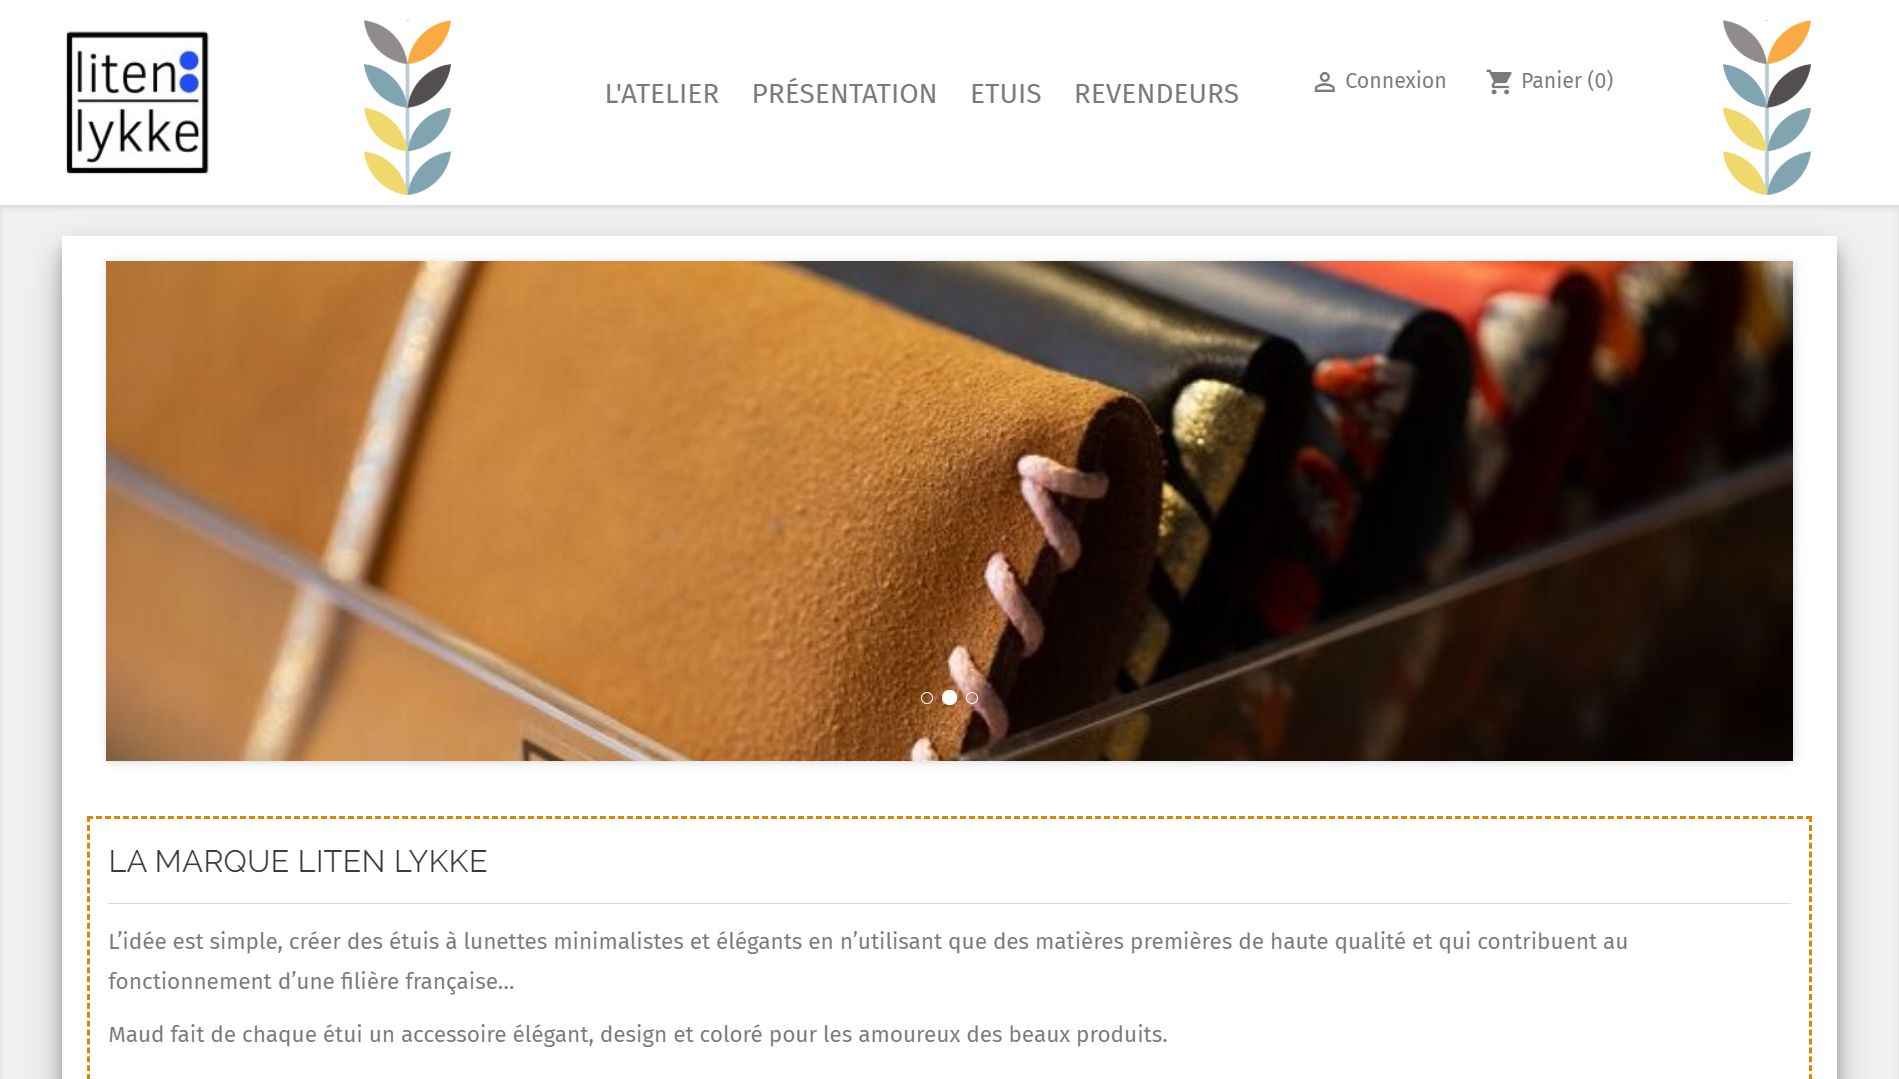 liten
lykke
L'ATELIER PRÉSENTATION ETUIS REVENDEURS
Connexion Panier (0)
LA MARQUE LITEN LYKKE
L’idée est simple, créer des étuis à lunettes minimalistes et élégants en n’utilisant que des matières premières de haute qualité et qui contribuent au
fonctionnement d’une filière française...
Maud fait de chaque étui un accessoire élégant, design et coloré pour les amoureux des beaux produits.